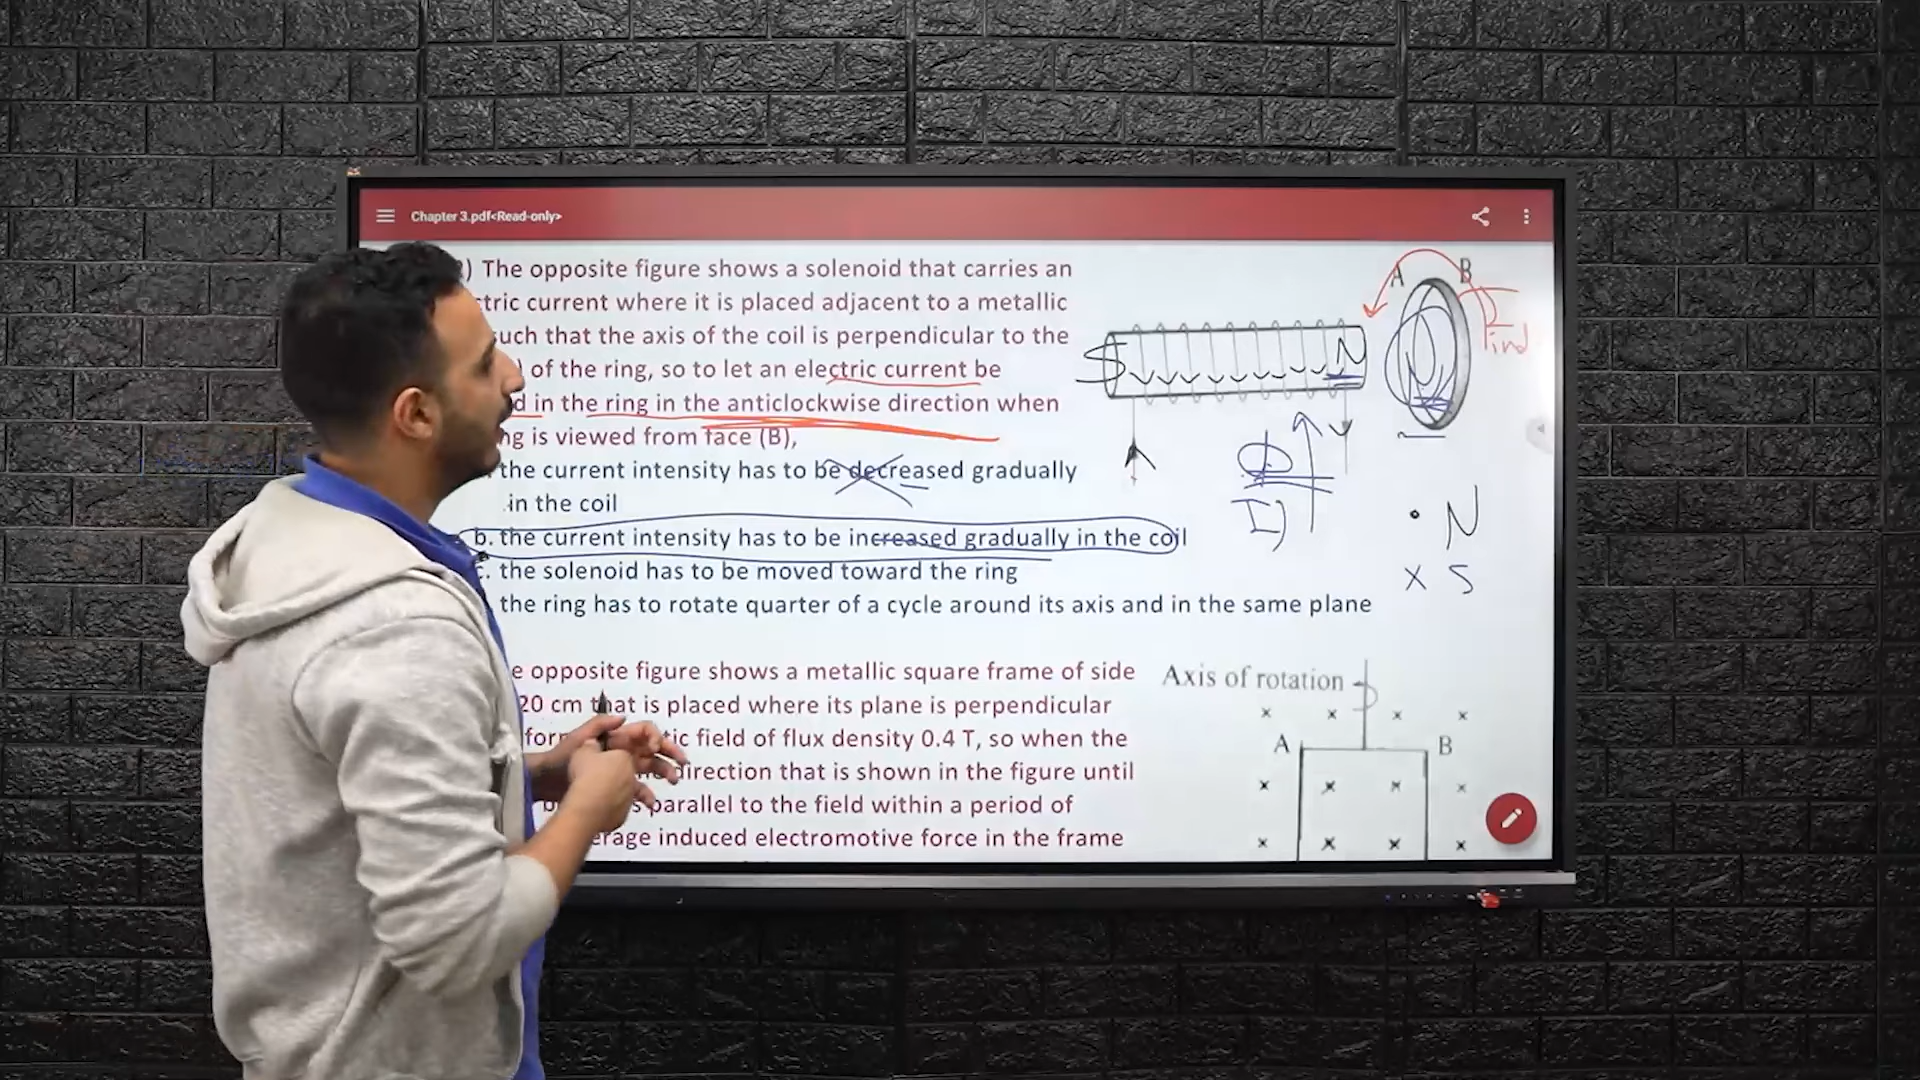 Chapter 3.pdf<Read-only>
) The opposite figure shows a solenoid that carries an
tric current where it is placed adjacent to a metallic
such that the axis of the coil is perpendicular to the
of the ring, so to let an electric current be
d in the ring in the anticlockwise direction when
ng is viewed from face (B),
the current intensity has to be decreased gradually
in the coil
b. the current intensity has to be increased gradually in the coil
c. the solenoid has to be moved toward the ring
the ring has to rotate quarter of a cycle around its axis and in the same plane
A B
S N
ind
Φ
I
• N
x S
e opposite figure shows a metallic square frame of side
20 cm that is placed where its plane is perpendicular
tic field of flux density 0.4 T, so when the
direction that is shown in the figure until
s parallel to the field within a period of
erage induced electromotive force in the frame
Axis of rotation
x x x x
A B
x x x x
x x x x